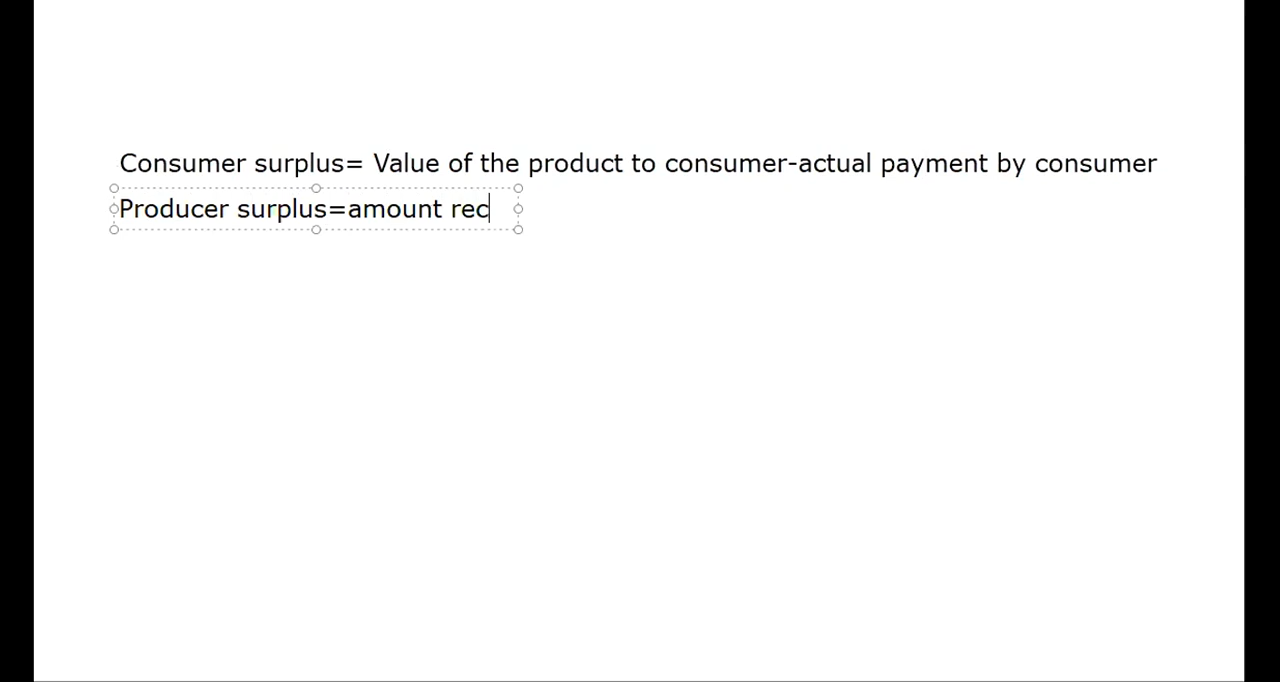 Consumer surplus= Value of the product to consumer-actual payment by consumer
Producer surplus=amount rec